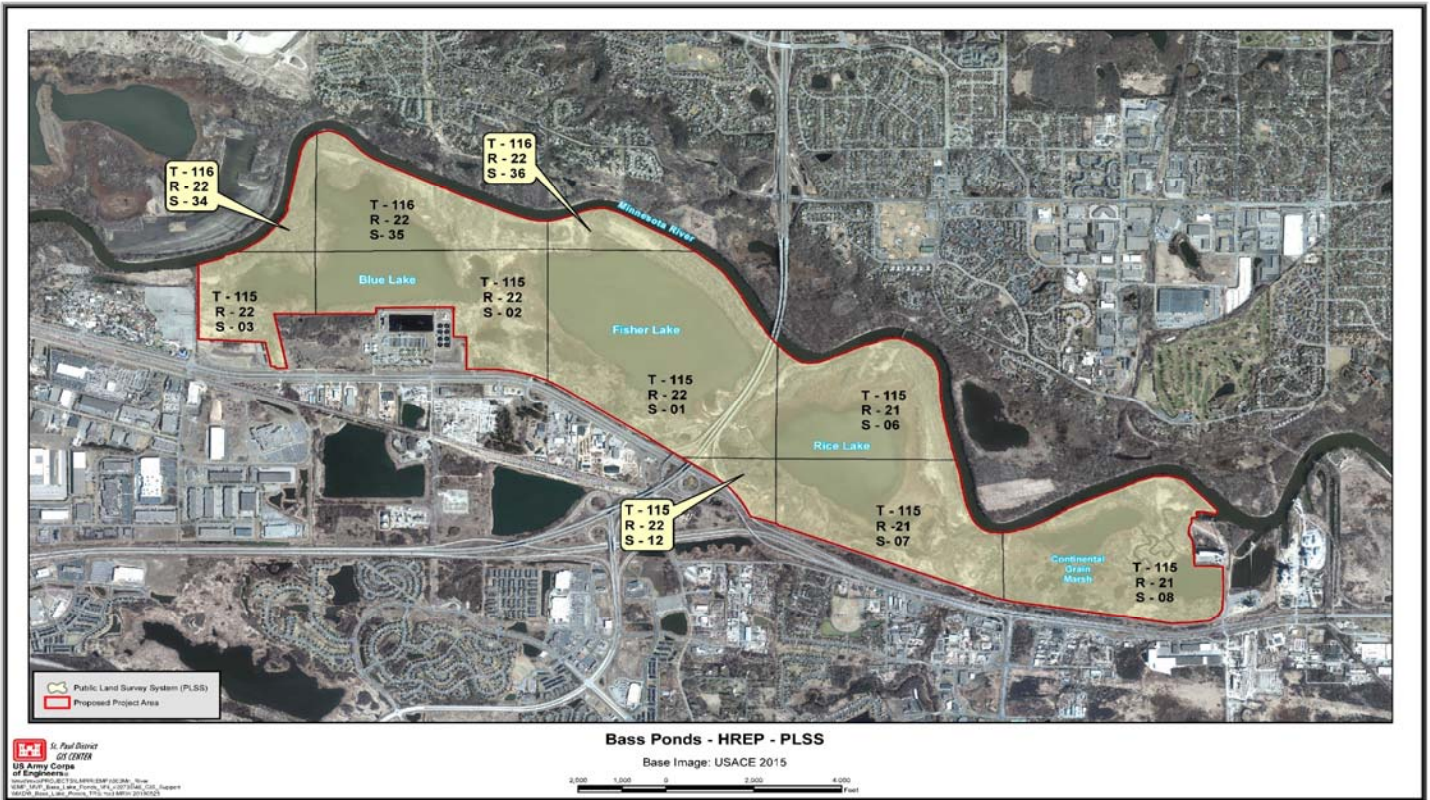 T - 116
R - 22
S - 34
T - 116
R - 22
S - 36
T - 116
R - 22
S- 35
Minnesota River
T - 115
R - 22
S - 03
Blue Lake
T - 115
R - 22
S - 02
Fisher Lake
T - 115
R - 22
S - 01
T - 115
R - 21
S - 06
Rice Lake
T - 115
R - 22
S - 12
T - 115
R -21
S - 07
Continental
Grain
Marsh
T - 115
R - 21
S - 08
Public Land Survey System (PLSS)
Proposed Project Area
St. Paul District
GIS CENTER
US Army Corps
of Engineers
Bass Ponds - HREP - PLSS
Base Image: USACE 2015
2,000 1,000 0 2,000 4,000
Feet